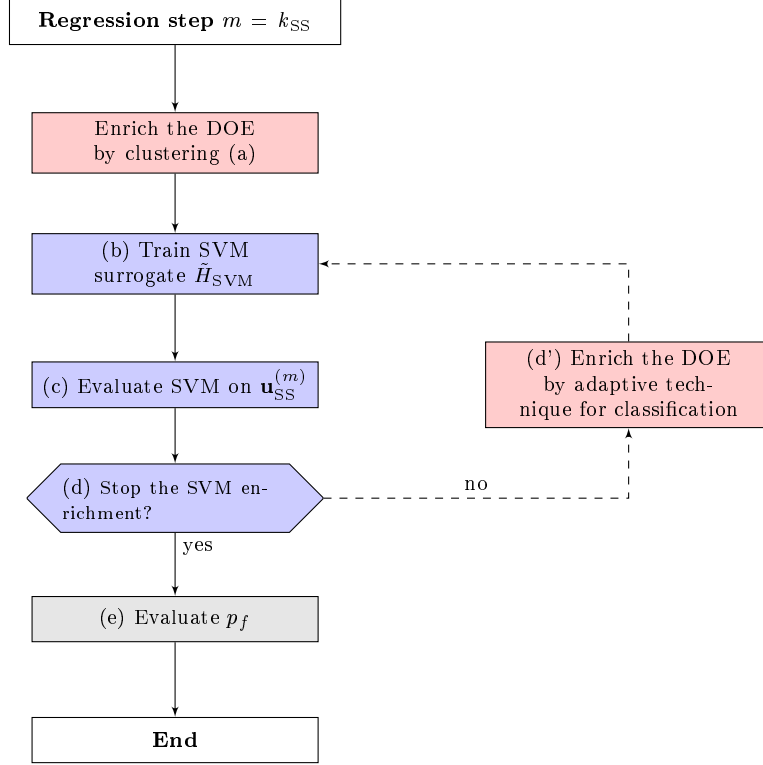 Regression step m = k_SS
Enrich the DOE
by clustering (a)
(b) Train SVM
surrogate H̃_SVM
(c) Evaluate SVM on u_SS^(m)
(d') Enrich the DOE
by adaptive tech-
nique for classification
(d) Stop the SVM en-
richment?
no
yes
(e) Evaluate p_f
End